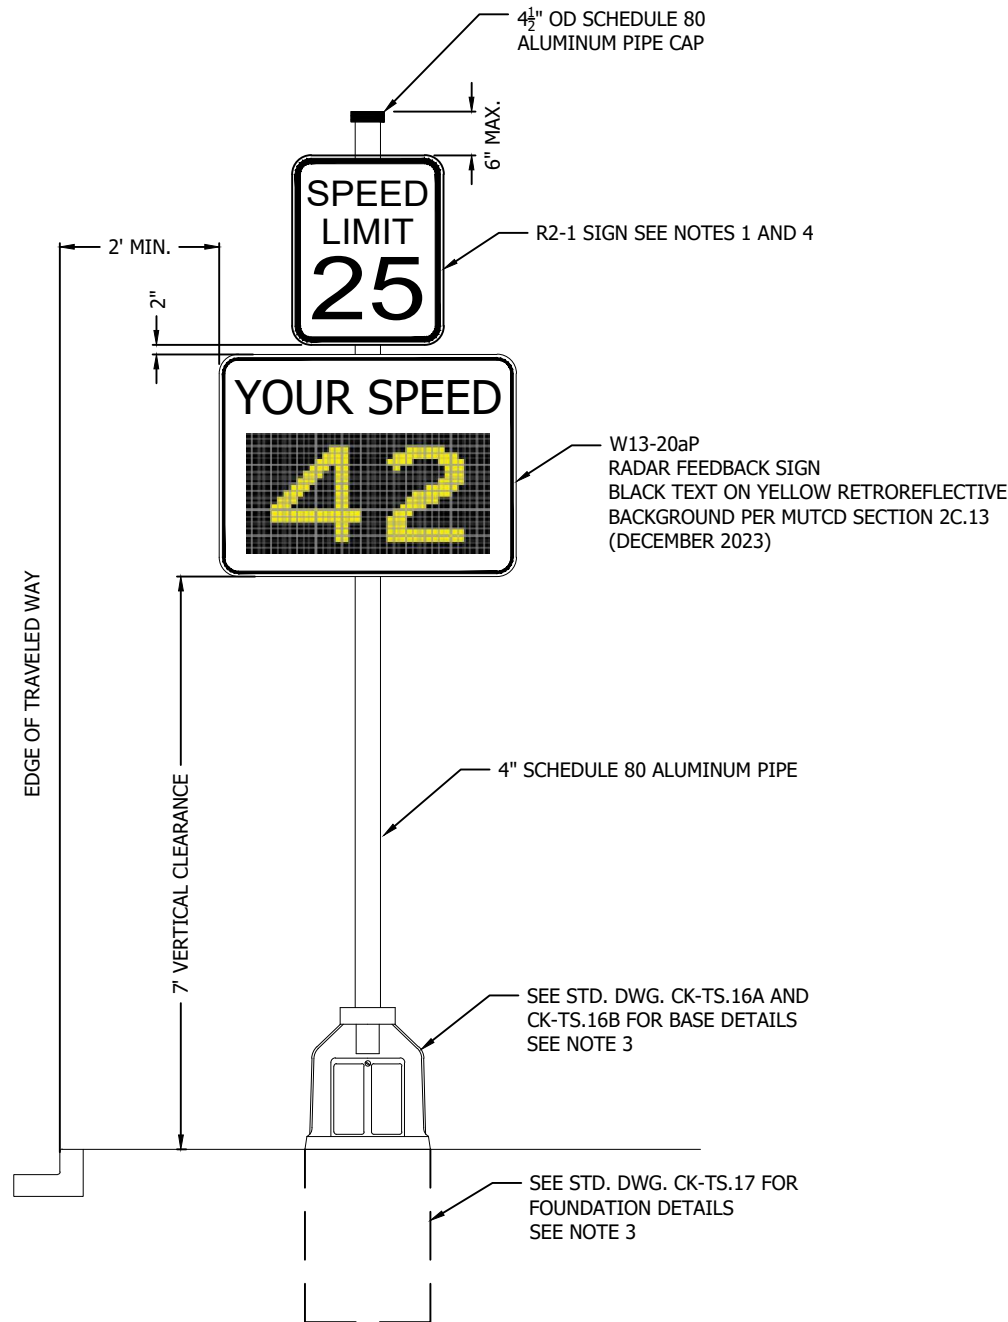 4½" OD SCHEDULE 80
ALUMINUM PIPE CAP
6" MAX.
SPEED
LIMIT
25
R2-1 SIGN SEE NOTES 1 AND 4
2' MIN.
2"
YOUR SPEED
42
W13-20aP
RADAR FEEDBACK SIGN
BLACK TEXT ON YELLOW RETROREFLECTIVE
BACKGROUND PER MUTCD SECTION 2C.13
(DECEMBER 2023)
EDGE OF TRAVELED WAY
7' VERTICAL CLEARANCE
4" SCHEDULE 80 ALUMINUM PIPE
SEE STD. DWG. CK-TS.16A AND
CK-TS.16B FOR BASE DETAILS
SEE NOTE 3
SEE STD. DWG. CK-TS.17 FOR
FOUNDATION DETAILS
SEE NOTE 3